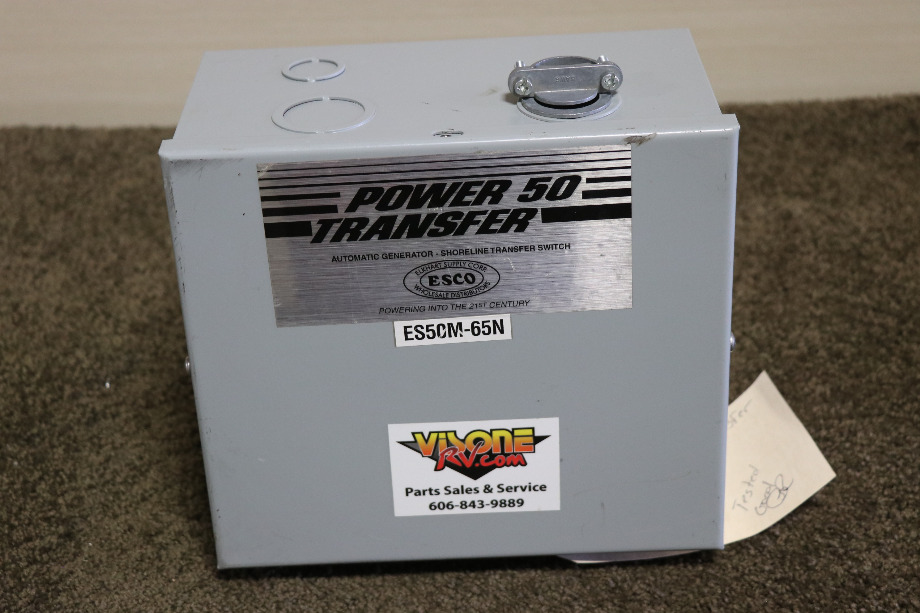 POWER 50
TRANSFER
AUTOMATIC GENERATOR - SHORELINE TRANSFER SWITCH
ELKHART SUPPLY CORP.
ESCO
WHOLESALE DISTRIBUTORS
POWERING INTO THE 21ST CENTURY
ES50M-65N
VISONE
RV.com
Parts Sales & Service
606-843-9889
Tested
Good